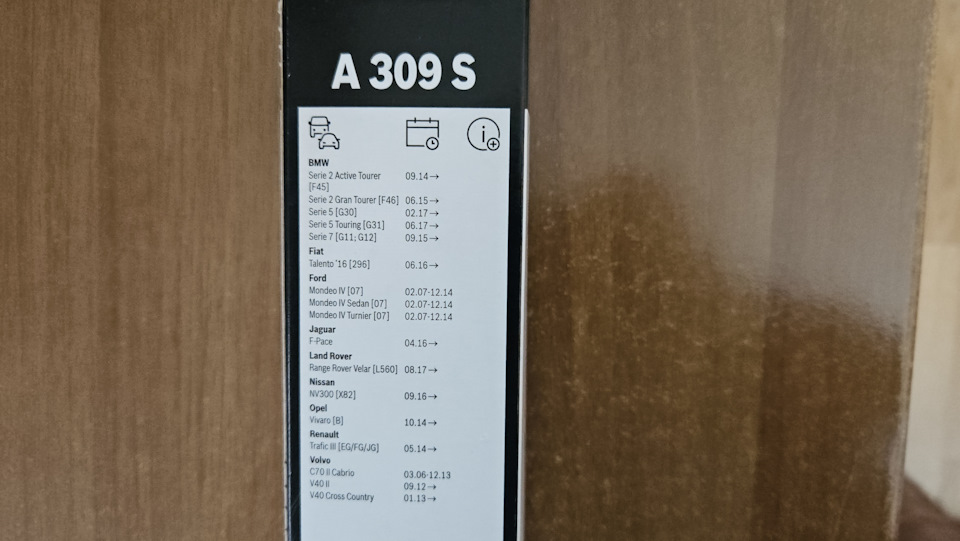 A 309 S
BMW
Serie 2 Active Tourer 09.14→
[F45]
Serie 2 Gran Tourer [F46] 06.15→
Serie 5 [G30] 02.17→
Serie 5 Touring [G31] 06.17→
Serie 7 [G11; G12] 09.15→
Fiat
Talento '16 [296] 06.16→
Ford
Mondeo IV [07] 02.07-12.14
Mondeo IV Sedan [07] 02.07-12.14
Mondeo IV Turnier [07] 02.07-12.14
Jaguar
F-Pace 04.16→
Land Rover
Range Rover Velar [L560] 08.17→
Nissan
NV300 [X82] 09.16→
Opel
Vivaro [B] 10.14→
Renault
Trafic III [EG/FG/JG] 05.14→
Volvo
C70 II Cabrio 03.06-12.13
V40 II 09.12→
V40 Cross Country 01.13→